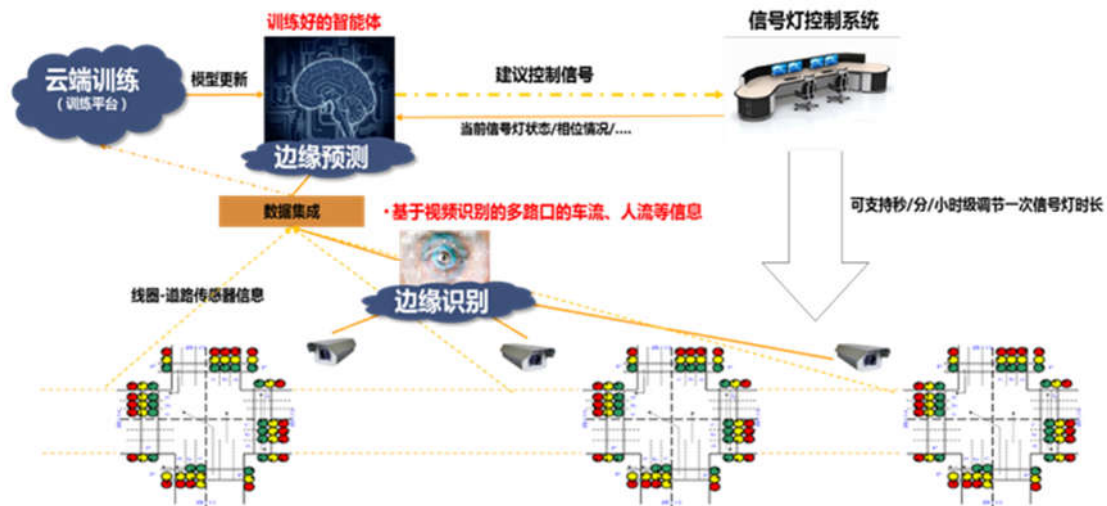 训练好的智能体
信号灯控制系统
云端训练
（训练平台）
模型更新
建议控制信号
当前信号灯状态/相位情况/....
边缘预测
数据集成
·基于视频识别的多路口的车流、人流等信息
可支持秒/分/小时级调节一次信号灯时长
线圈-道路传感器信息
边缘识别